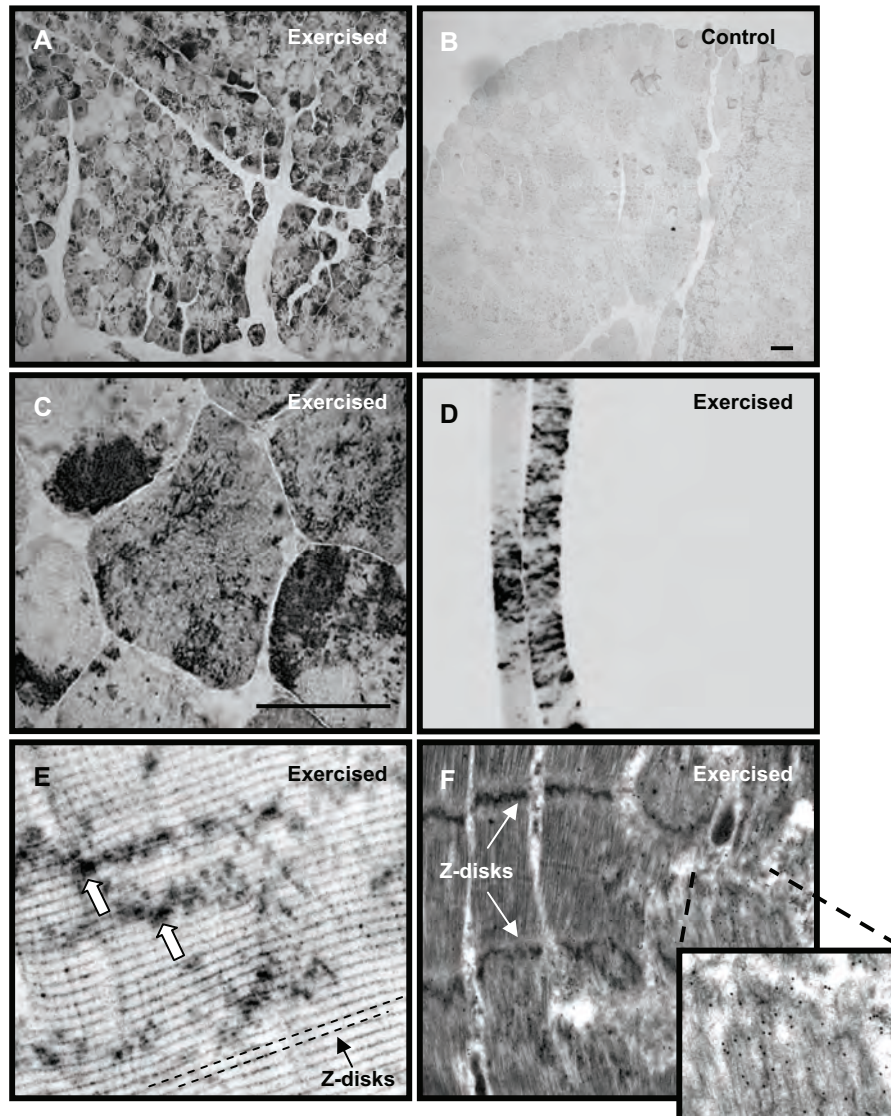 A
Exercised
B
Control
C
Exercised
D
Exercised
E
Exercised
Z-disks
F
Exercised
Z-disks